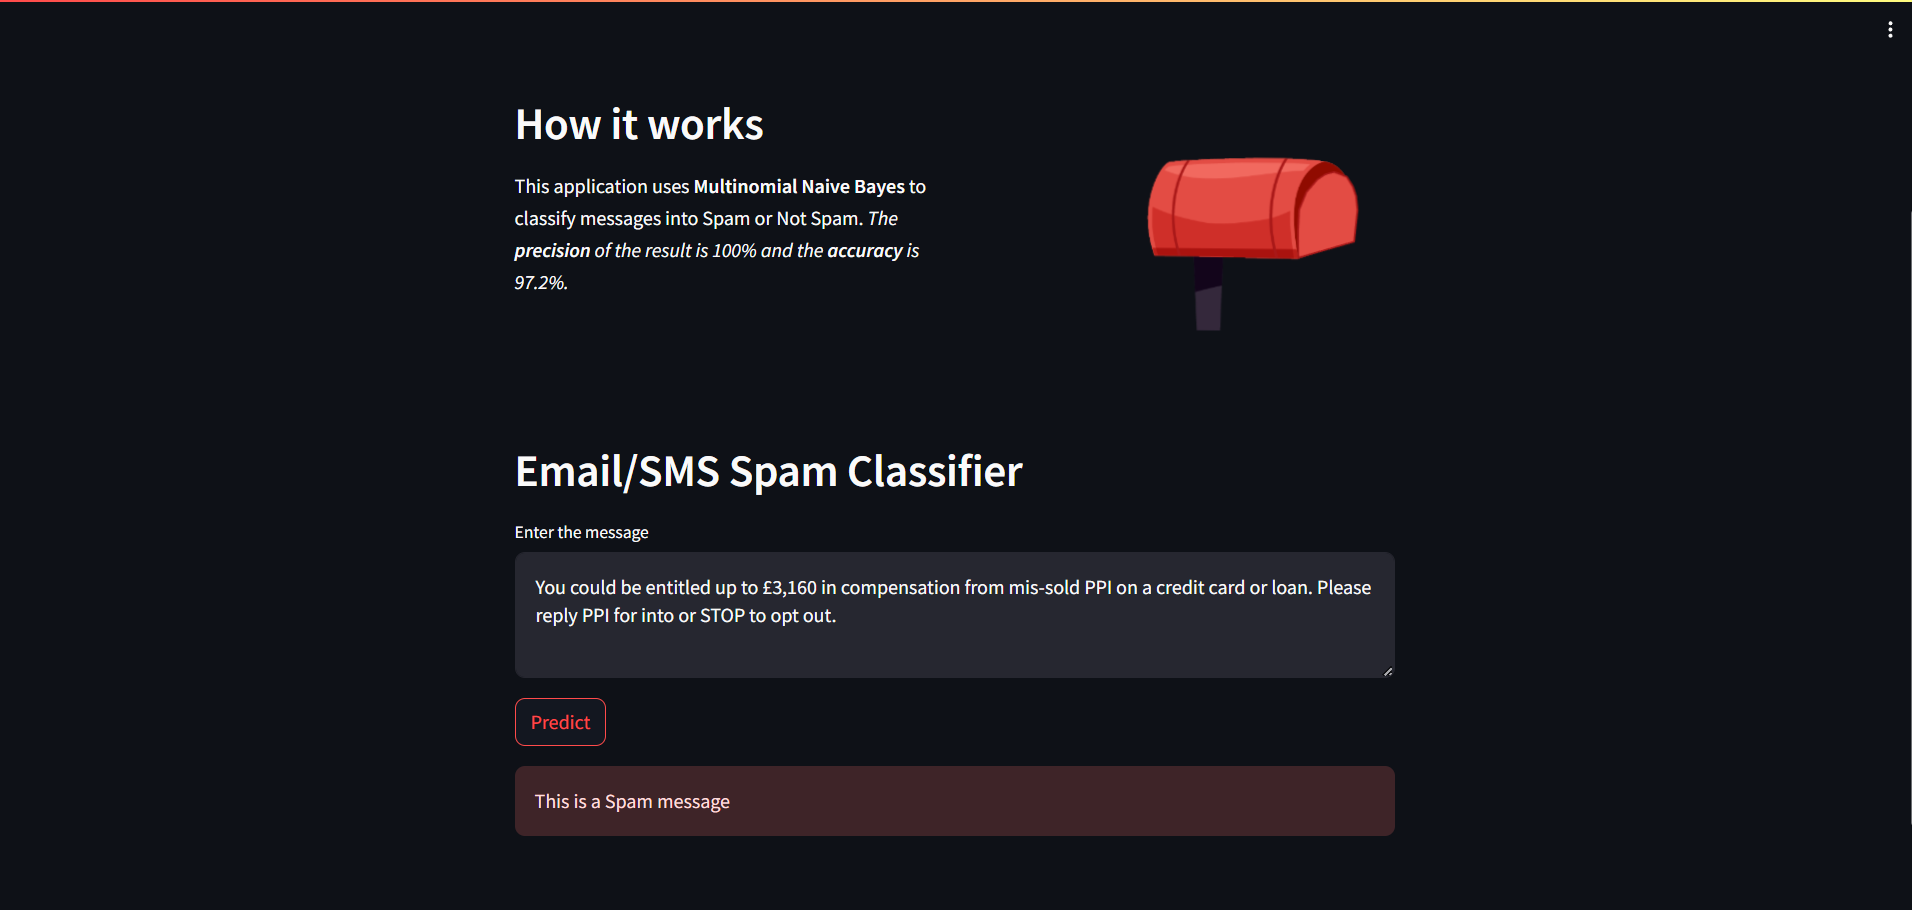 How it works
This application uses Multinomial Naive Bayes to
classify messages into Spam or Not Spam. The
precision of the result is 100% and the accuracy is
97.2%.
Email/SMS Spam Classifier
Enter the message
You could be entitled up to £3,160 in compensation from mis-sold PPI on a credit card or loan. Please
reply PPI for into or STOP to opt out.
Predict
This is a Spam message